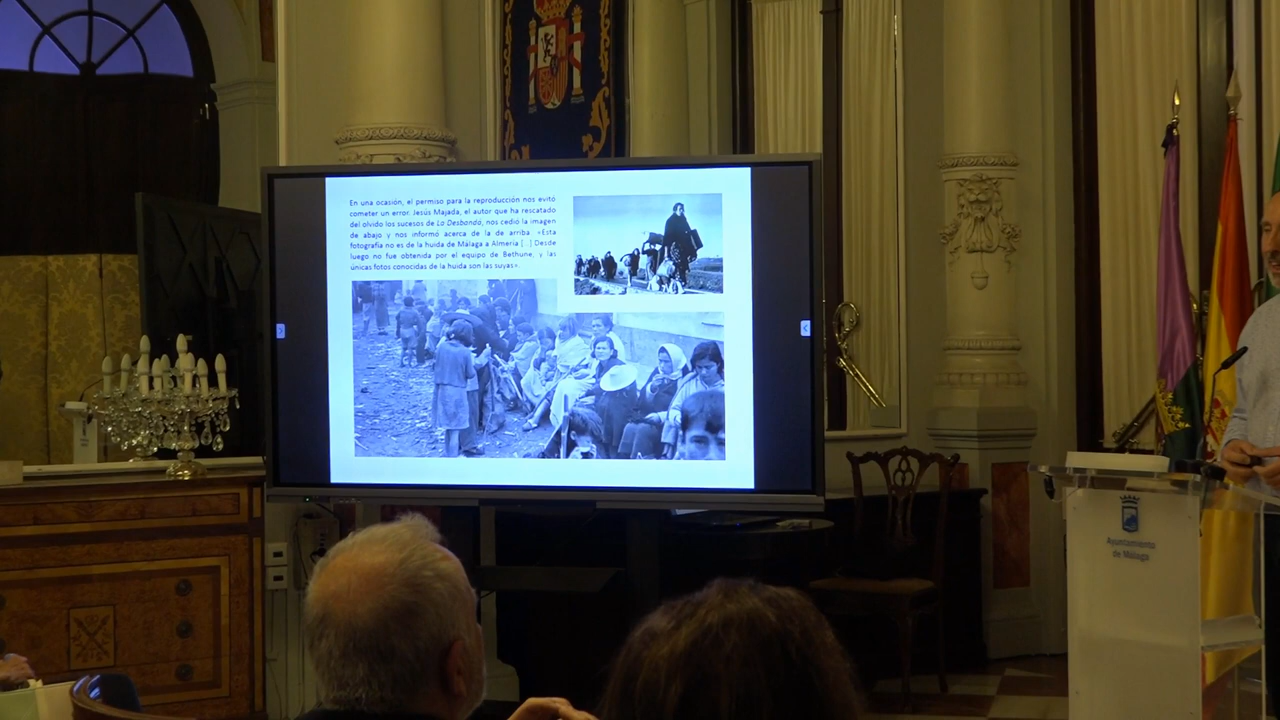 En una ocasión, el permiso para la reproducción nos evitó
cometer un error. Jesús Majada, el autor que ha rescatado
del olvido los sucesos de La Desbandá, nos cedió la imagen
de abajo y nos informó acerca de la de arriba: «Esta
fotografía no es de la huida de Málaga a Almería [...] Desde
luego no fue obtenida por el equipo de Bethune, y las
únicas fotos conocidas de la huida son las suyas».
Ayuntamiento
de Málaga